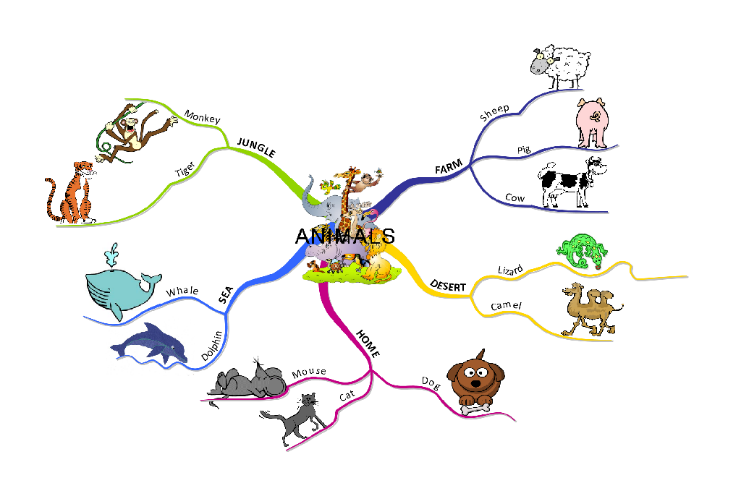 ANIMALS
FARM
Sheep
Pig
Cow
DESERT
Lizard
Camel
HOME
Dog
Cat
Mouse
SEA
Dolphin
Whale
JUNGLE
Tiger
Monkey